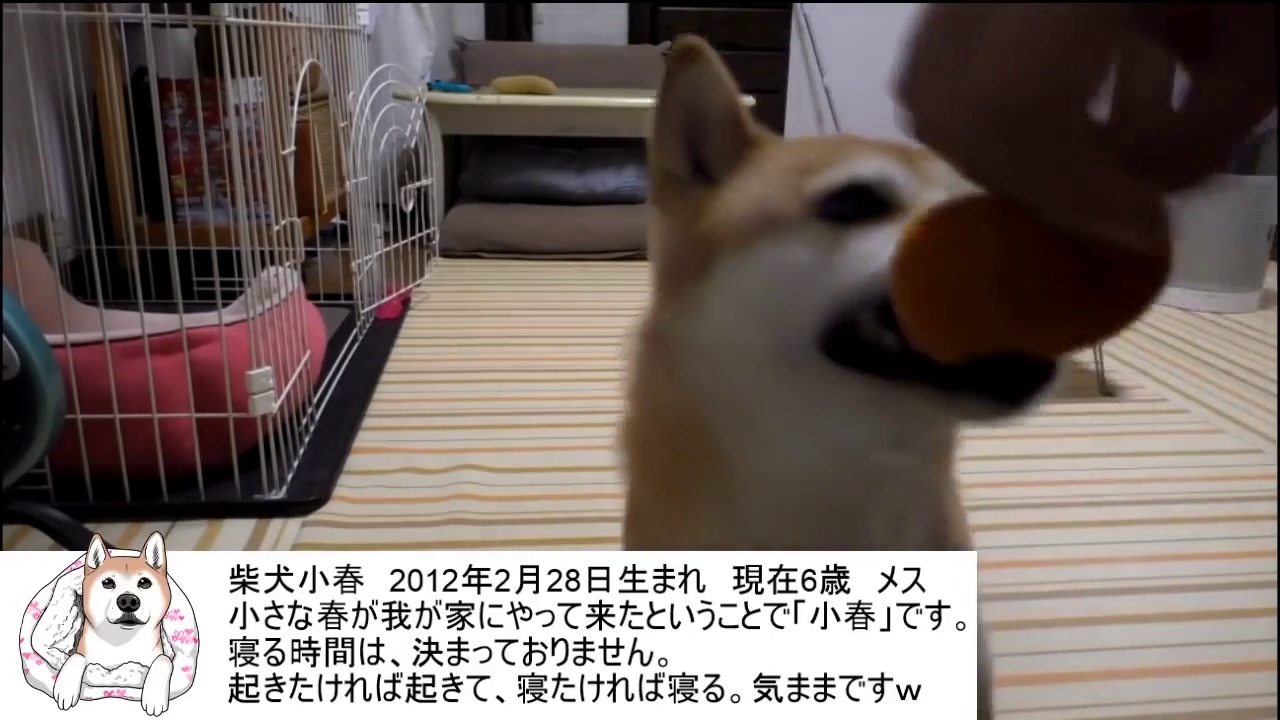 柴犬小春　2012年2月28日生まれ　現在6歳　メス
小さな春が我が家にやって来たということで「小春」です。
寝る時間は、決まっておりません。
起きたければ起きて、寝たければ寝る。気ままですｗ